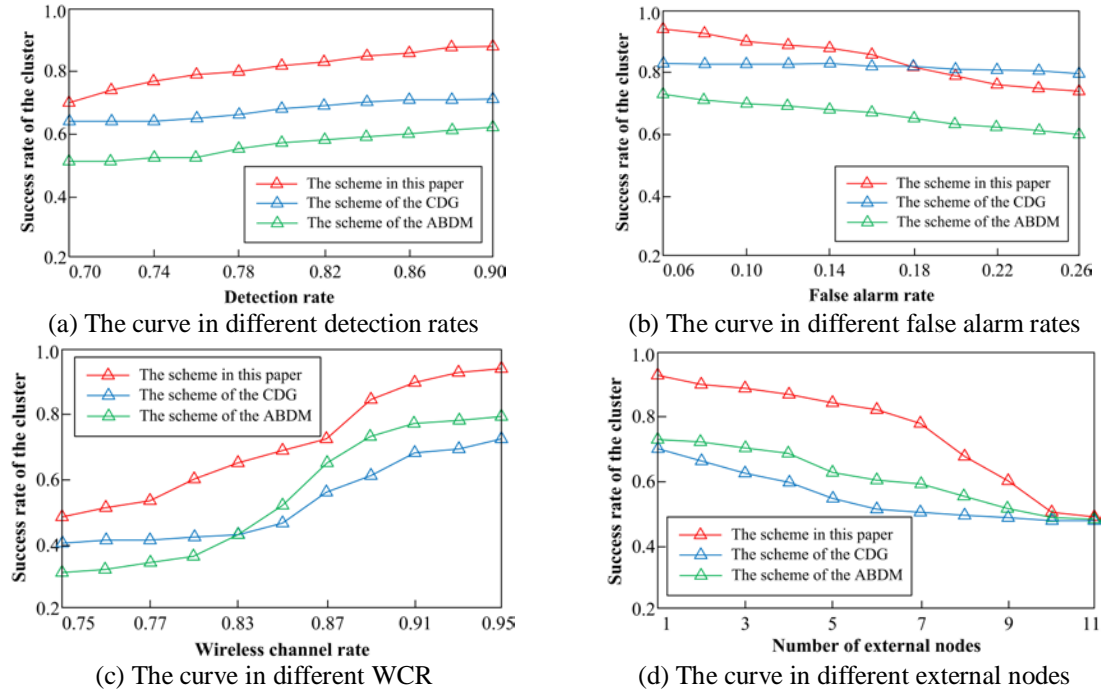 1.0
0.8
0.6
0.4
0.2
Success rate of the cluster
The scheme in this paper
The scheme of the CDG
The scheme of the ABDM
0.70 0.74 0.78 0.82 0.86 0.90
Detection rate
(a) The curve in different detection rates
1.0
0.8
0.6
0.4
0.2
Success rate of the cluster
The scheme in this paper
The scheme of the CDG
The scheme of the ABDM
0.06 0.10 0.14 0.18 0.22 0.26
False alarm rate
(b) The curve in different false alarm rates
1.0
0.8
0.6
0.4
0.2
Success rate of the cluster
The scheme in this paper
The scheme of the CDG
The scheme of the ABDM
0.75 0.77 0.83 0.87 0.91 0.95
Wireless channel rate
(c) The curve in different WCR
1.0
0.8
0.6
0.4
0.2
Success rate of the cluster
The scheme in this paper
The scheme of the CDG
The scheme of the ABDM
1 3 5 7 9 11
Number of external nodes
(d) The curve in different external nodes